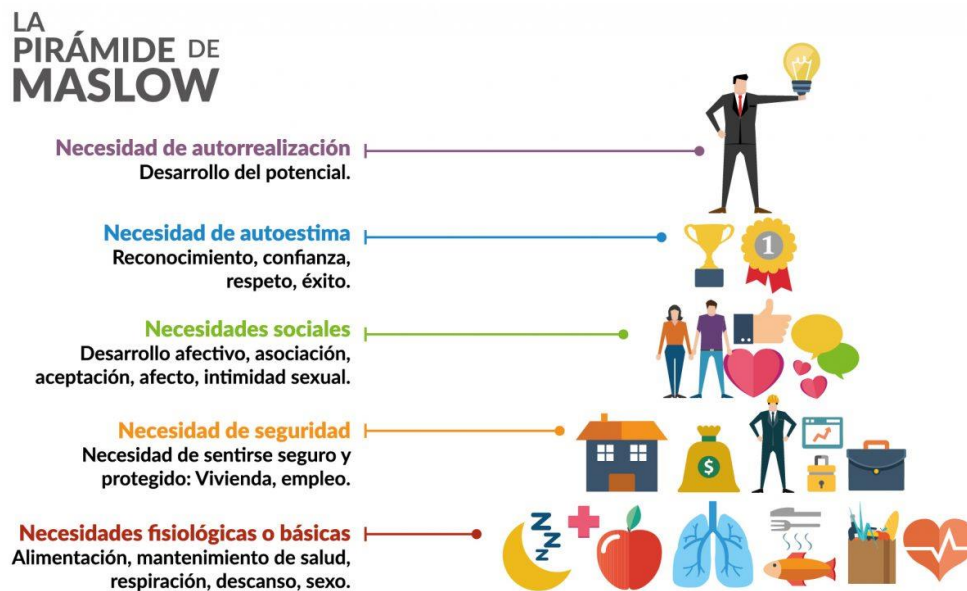 LA
PIRÁMIDE DE
MASLOW
Necesidad de autorrealización
Desarrollo del potencial.
Necesidad de autoestima
Reconocimiento, confianza,
respeto, éxito.
1
Necesidades sociales
Desarrollo afectivo, asociación,
aceptación, afecto, intimidad sexual.
Necesidad de seguridad
Necesidad de sentirse seguro y
protegido: Vivienda, empleo.
$
Necesidades fisiológicas o básicas
Alimentación, mantenimiento de salud,
respiración, descanso, sexo.
N
N
N
Z